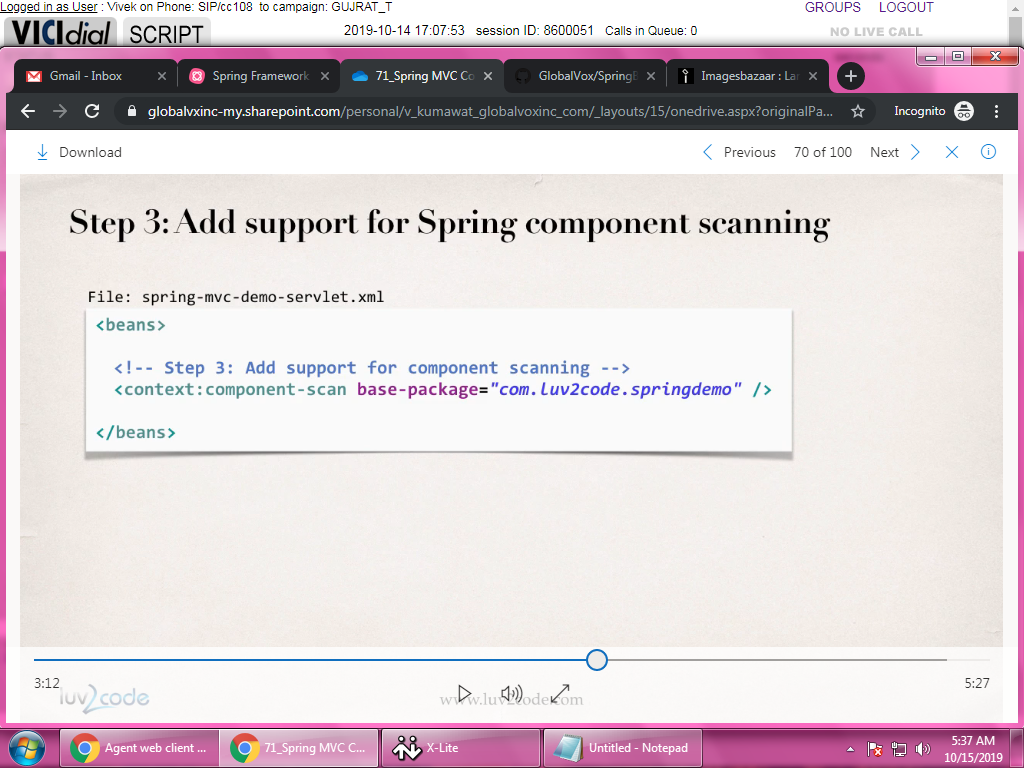 Logged in as User : Vivek on Phone: SIP/cc108 to campaign: GUJRAT_T
GROUPS LOGOUT
VICIdial SCRIPT
2019-10-14 17:07:53 session ID: 8600051 Calls in Queue: 0
NO LIVE CALL
Gmail - Inbox
Spring Framework
71_Spring MVC Co
GlobalVox/SpringB
Imagesbazaar : Lar
globalvxinc-my.sharepoint.com/personal/v_kumawat_globalvoxinc_com/_layouts/15/onedrive.aspx?originalPa...
Incognito
Download
Previous 70 of 100 Next
Step 3: Add support for Spring component scanning
File: spring-mvc-demo-servlet.xml
<beans>
<!-- Step 3: Add support for component scanning -->
<context:component-scan base-package="com.luv2code.springdemo" />
</beans>
3:12
5:27
luv2code
www.luv2code.com
Agent web client ...
71_Spring MVC C...
X-Lite
Untitled - Notepad
5:37 AM
10/15/2019